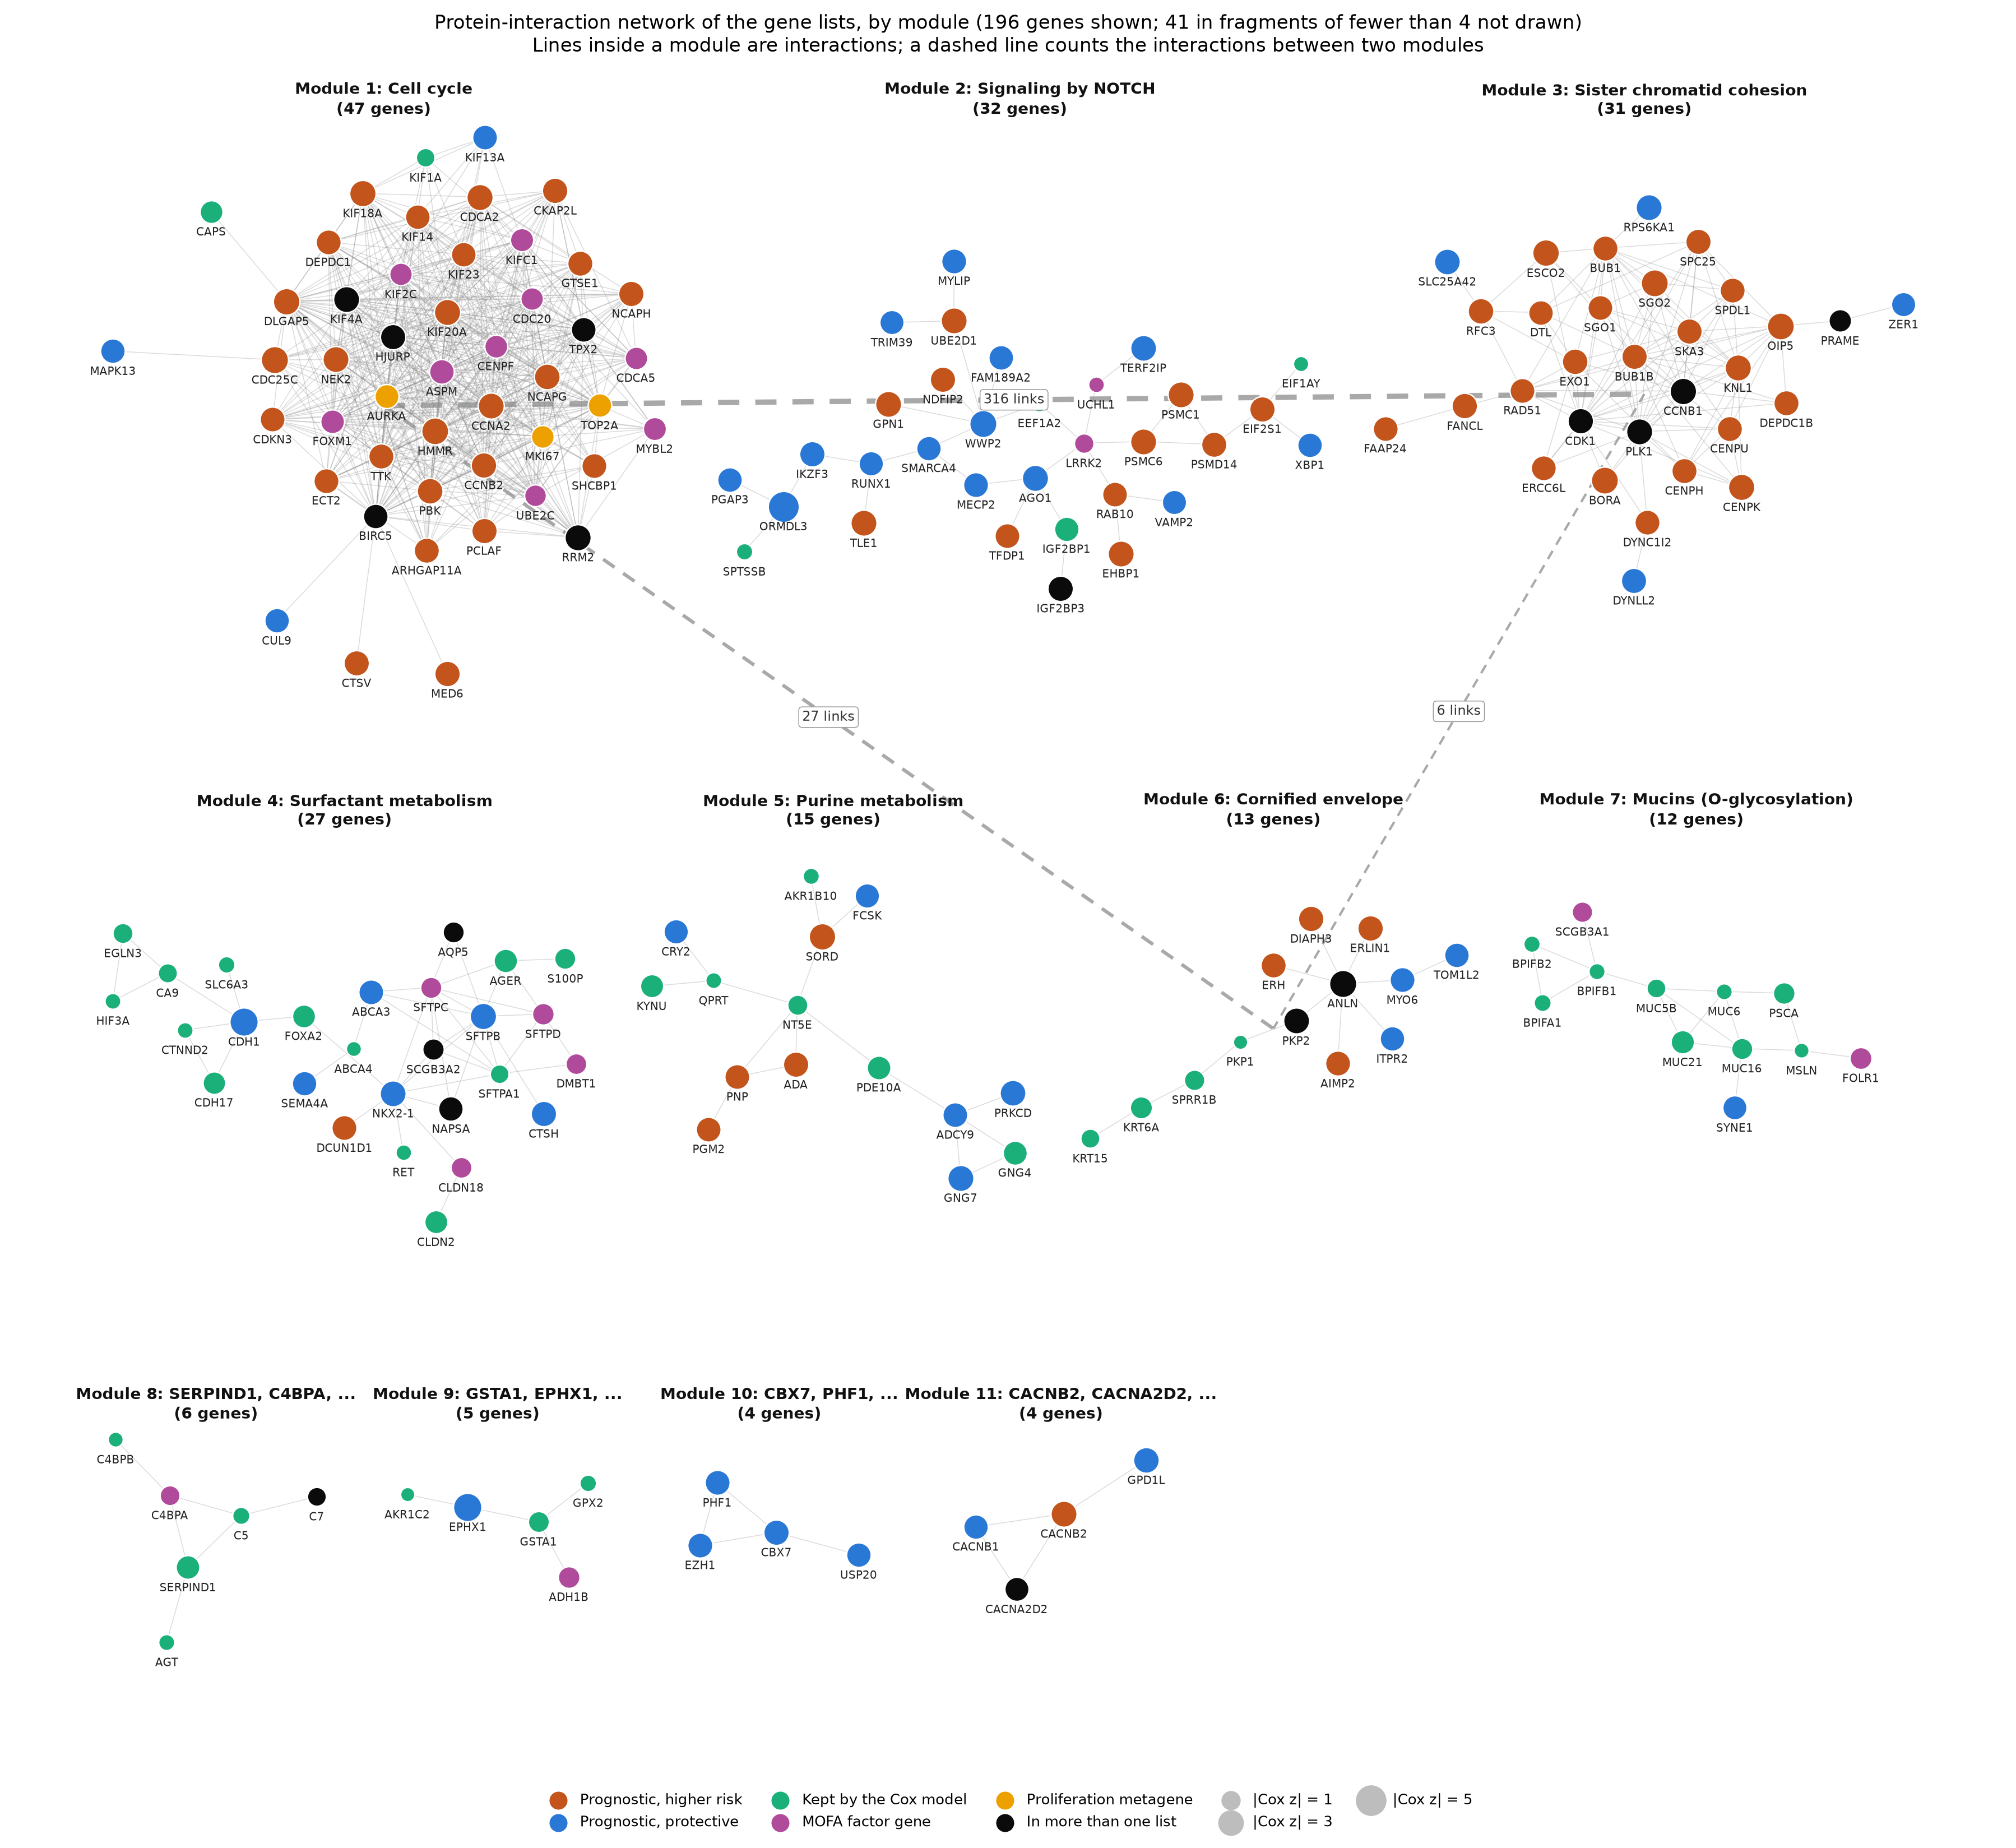 Protein-interaction network of the gene lists, by module (196 genes shown; 41 in fragments of fewer than 4 not drawn)
Lines inside a module are interactions; a dashed line counts the interactions between two modules
Module 1: Cell cycle
(47 genes)
KIF13A
KIF1A
KIF18A
CDCA2
CKAP2L
CAPS
KIF14
DEPDC1
KIF23
KIFC1
GTSE1
KIF2C
DLGAP5
KIF4A
KIF20A
CDC20
NCAPH
HJURP
TPX2
MAPK13
CDC25C
NEK2
CENPF
CDCA5
ASPM
NCAPG
AURKA
CCNA2
TOP2A
CDKN3
FOXM1
HMMR
MKI67
MYBL2
TTK
CCNB2
SHCBP1
ECT2
PBK
UBE2C
BIRC5
PCLAF
RRM2
ARHGAP11A
CUL9
CTSV
MED6
Module 2: Signaling by NOTCH
(32 genes)
MYLIP
TRIM39
UBE2D1
FAM189A2
TERF2IP
EIF1AY
NDFIP2
316 links
UCHL1
PSMC1
GPN1
EEF1A2
EIF2S1
WWP2
LRRK2
PSMC6
PSMD14
XBP1
IKZF3
RUNX1
SMARCA4
PGAP3
ORMDL3
MECP2
AGO1
RAB10
VAMP2
TLE1
TFDP1
IGF2BP1
EHBP1
SPTSSB
IGF2BP3
Module 3: Sister chromatid cohesion
(31 genes)
RPS6KA1
SLC25A42
ESCO2
BUB1
SPC25
SGO2
SPDL1
ZER1
RFC3
DTL
SGO1
SKA3
OIP5
PRAME
EXO1
BUB1B
KNL1
RAD51
CCNB1
DEPDC1B
FANCL
FAAP24
CDK1
PLK1
CENPU
ERCC6L
BORA
CENPH
CENPK
DYNC1I2
DYNLL2
27 links
6 links
Module 4: Surfactant metabolism
(27 genes)
EGLN3
AQP5
SLC6A3
CA9
AGER
S100P
HIF3A
ABCA3
SFTPC
SFTPB
SFTPD
CTNND2
CDH1
FOXA2
ABCA4
SCGB3A2
DMBT1
CDH17
SEMA4A
NKX2-1
SFTPA1
NAPSA
CTSH
DCUN1D1
RET
CLDN18
CLDN2
Module 5: Purine metabolism
(15 genes)
AKR1B10
FCSK
CRY2
SORD
KYNU
QPRT
NT5E
PNP
ADA
PDE10A
PGM2
ADCY9
PRKCD
GNG4
GNG7
Module 6: Cornified envelope
(13 genes)
DIAPH3
ERLIN1
ERH
ANLN
MYO6
TOM1L2
PKP2
PKP1
AIMP2
ITPR2
SPRR1B
KRT6A
KRT15
Module 7: Mucins (O-glycosylation)
(12 genes)
SCGB3A1
BPIFB2
BPIFB1
BPIFA1
MUC5B
MUC6
PSCA
MUC21
MUC16
MSLN
FOLR1
SYNE1
Module 8: SERPIND1, C4BPA, ...
(6 genes)
C4BPB
C4BPA
C5
C7
SERPIND1
AGT
Module 9: GSTA1, EPHX1, ...
(5 genes)
AKR1C2
EPHX1
GPX2
GSTA1
ADH1B
Module 10: CBX7, PHF1, ...
(4 genes)
PHF1
EZH1
CBX7
USP20
Module 11: CACNB2, CACNA2D2, ...
(4 genes)
GPD1L
CACNB1
CACNB2
CACNA2D2
Prognostic, higher risk
Prognostic, protective
Kept by the Cox model
MOFA factor gene
Proliferation metagene
In more than one list
|Cox z| = 1
|Cox z| = 3
|Cox z| = 5